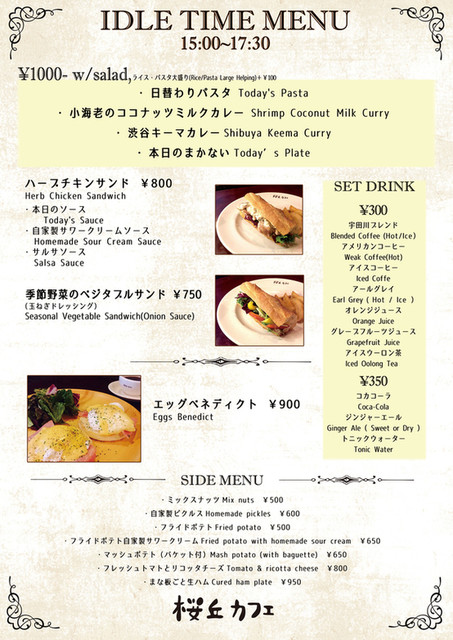 IDLE TIME MENU
15:00~17:30
¥1000- w/salad, ライス・パスタ大盛り(Rice/Pasta Large Helping)+ ¥100
・ 日替わりパスタ Today's Pasta
・ 小海老のココナッツミルクカレー Shrimp Coconut Milk Curry
・ 渋谷キーマカレー Shibuya Keema Curry
・ 本日のまかない Today's Plate
ハーブチキンサンド ¥800
Herb Chicken Sandwich
・本日のソース
Today's Sauce
・自家製サワークリームソース
Homemade Sour Cream Sauce
・サルサソース
Salsa Sauce
季節野菜のベジタブルサンド ¥750
(玉ねぎドレッシング)
Seasonal Vegetable Sandwich(Onion Sauce)
エッグベネディクト ¥900
Eggs Benedict
SET DRINK
¥300
宇田川ブレンド
Blended Coffee (Hot/Ice)
アメリカンコーヒー
Weak Coffee(Hot)
アイスコーヒー
Iced Coffe
アールグレイ
Earl Grey ( Hot / Ice )
オレンジジュース
Orange Juice
グレープフルーツジュース
Grapefruit Juice
アイスウーロン茶
Iced Oolong Tea
¥350
コカコーラ
Coca-Cola
ジンジャーエール
Ginger Ale ( Sweet or Dry )
トニックウォーター
Tonic Water
SIDE MENU
・ミックスナッツ Mix nuts ¥500
・自家製ピクルス Homemade pickles ¥600
・フライドポテト Fried potato ¥500
・フライドポテト自家製サワークリーム Fried potato with homemade sour cream ¥650
・マッシュポテト (バケット付) Mash potato (with baguette) ¥650
・フレッシュトマトとリコッタチーズ Tomato & ricotta cheese ¥800
・まな板ごと生ハム Cured ham plate ¥950
桜丘カフェ